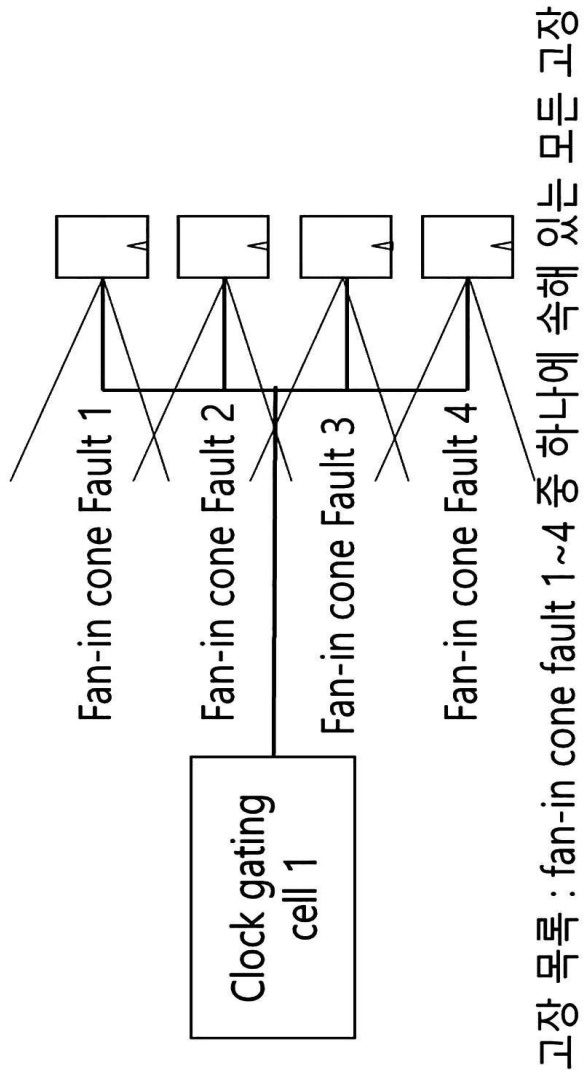 Clock gating
cell 1
Fan-in cone Fault 1
Fan-in cone Fault 2
Fan-in cone Fault 3
Fan-in cone Fault 4
고장 목록 : fan-in cone fault 1~4 중 하나에 속해 있는 모든 고장